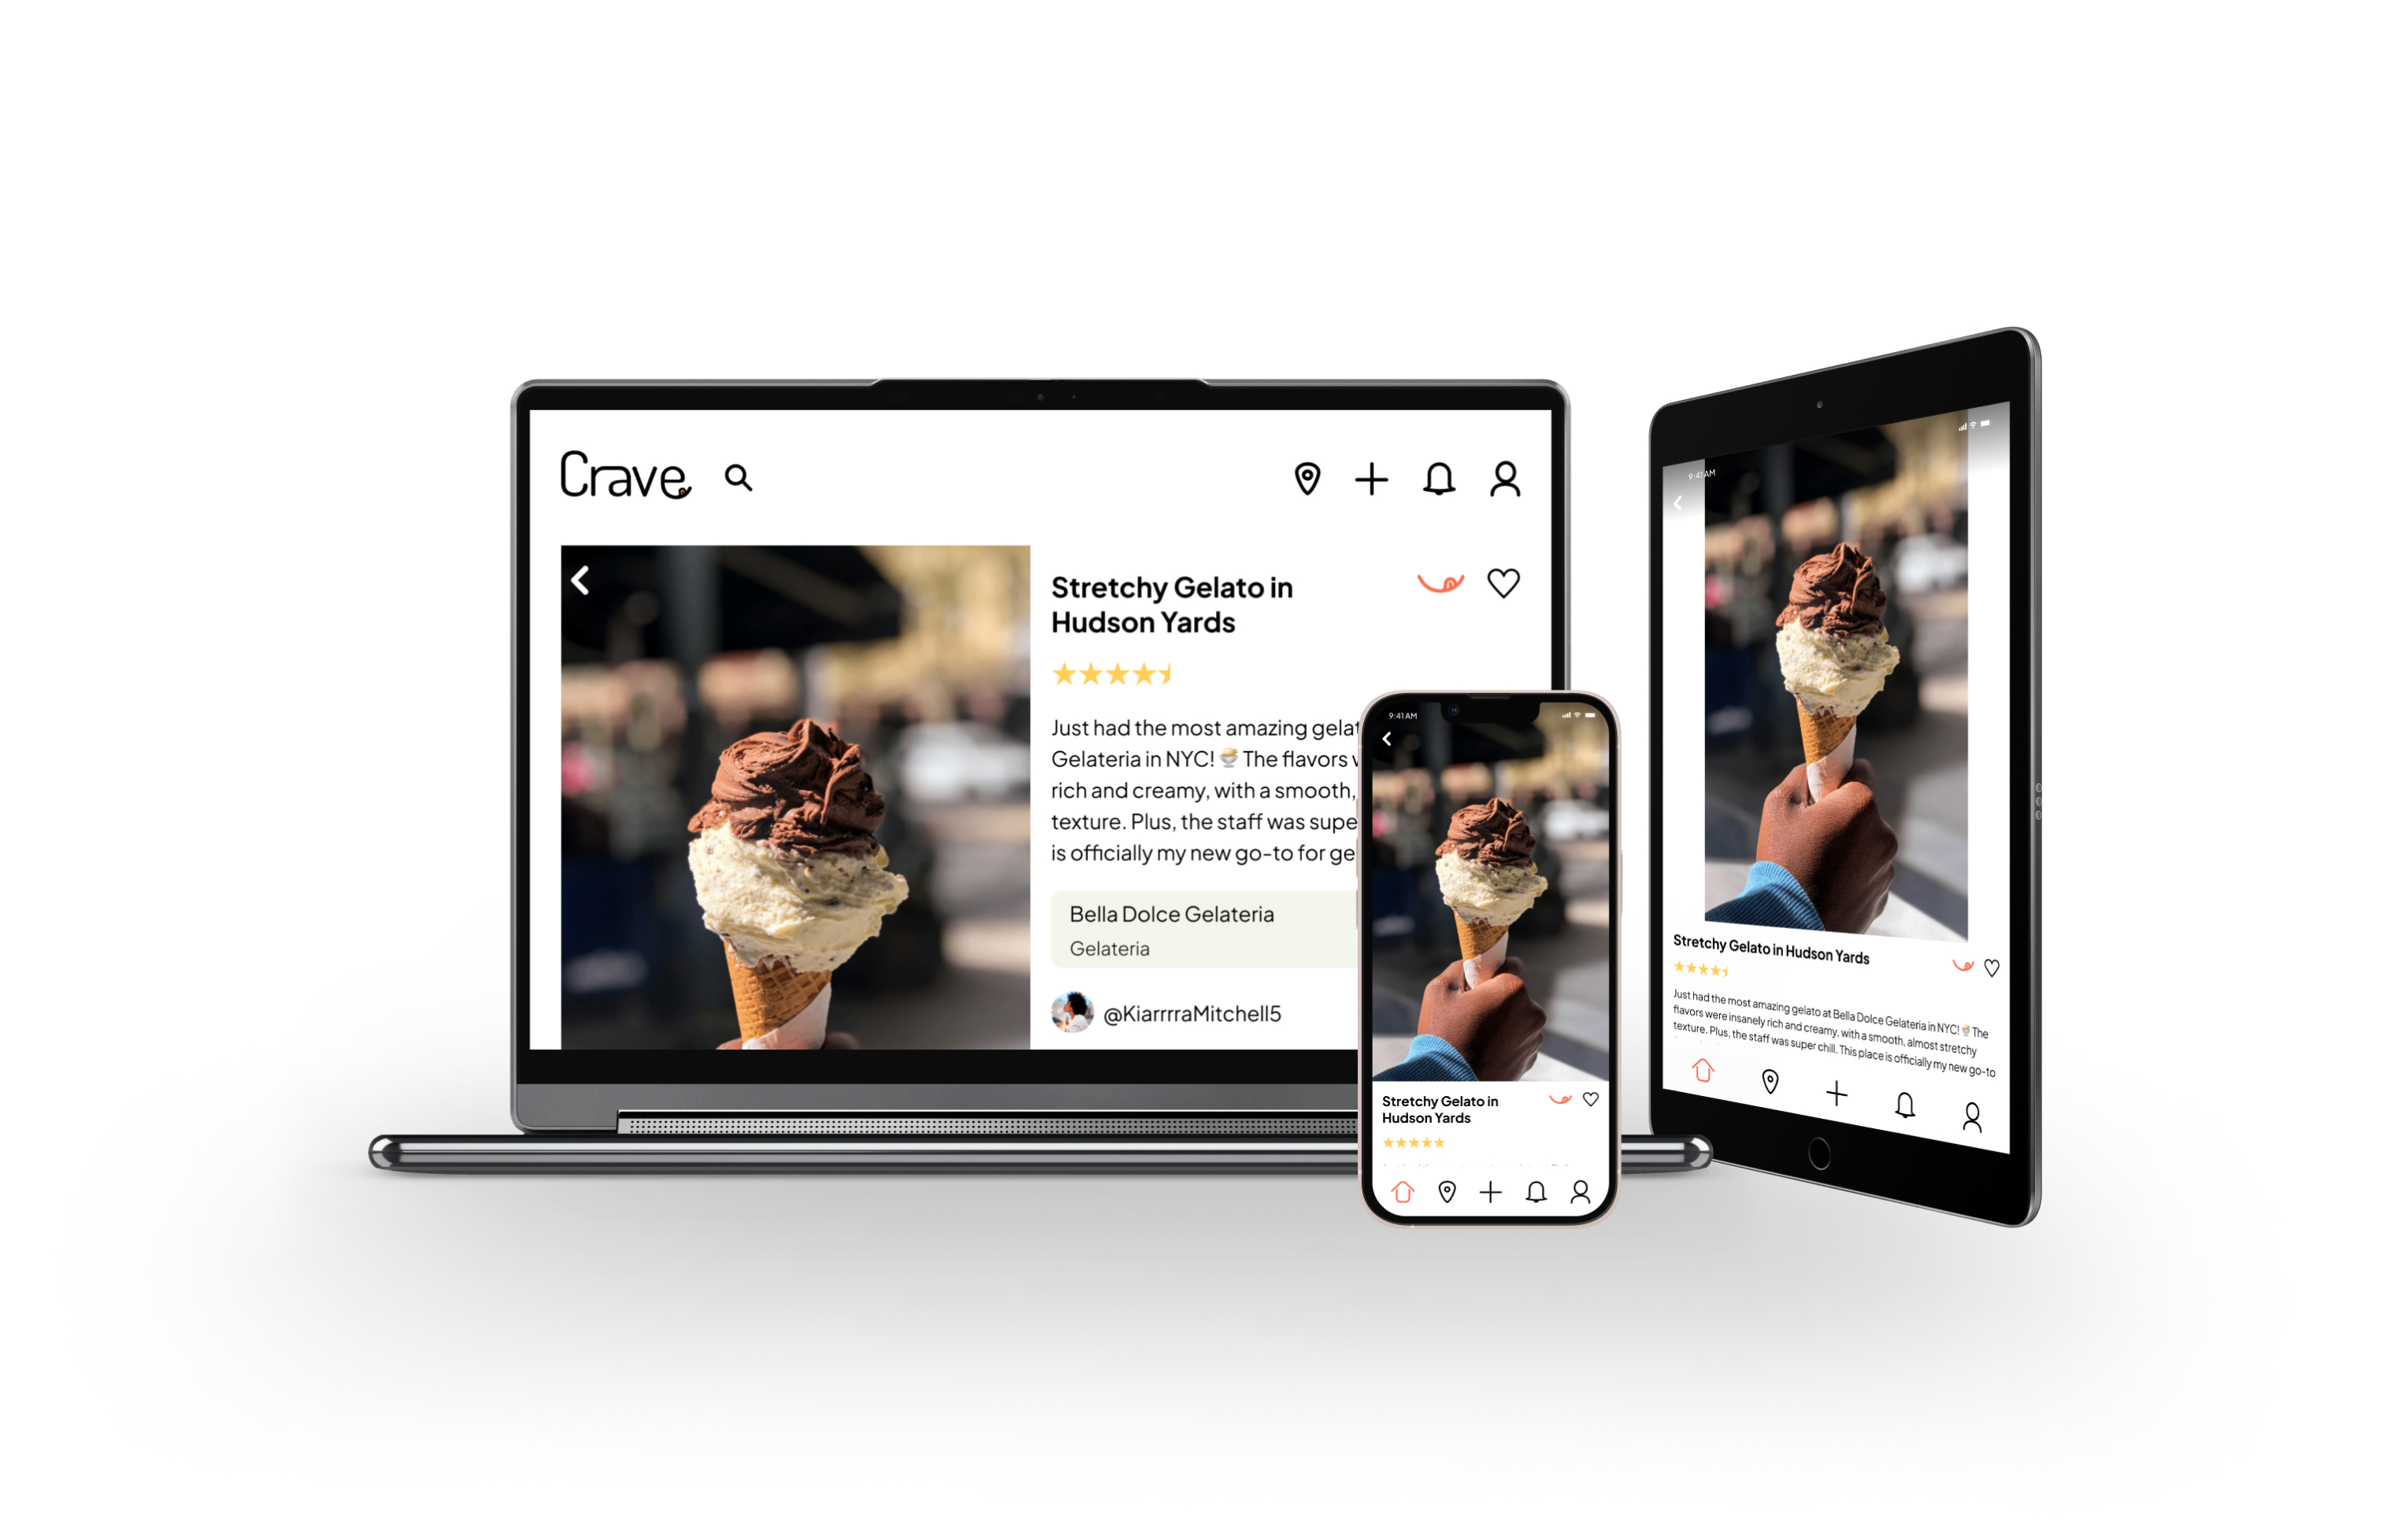 Crave
Stretchy Gelato in
Hudson Yards
Just had the most amazing gelat
Gelateria in NYC! 🍨 The flavors
rich and creamy, with a smooth,
texture. Plus, the staff was supe
is officially my new go-to for ge
Bella Dolce Gelateria
Gelateria
@KiarrrraMitchell5
9:41 AM
Stretchy Gelato in
Hudson Yards
9:41 AM
Stretchy Gelato in Hudson Yards
Just had the most amazing gelato at Bella Dolce Gelateria in NYC! 🍨 The
flavors were insanely rich and creamy, with a smooth, almost stretchy
texture. Plus, the staff was super chill. This place is officially my new go-to